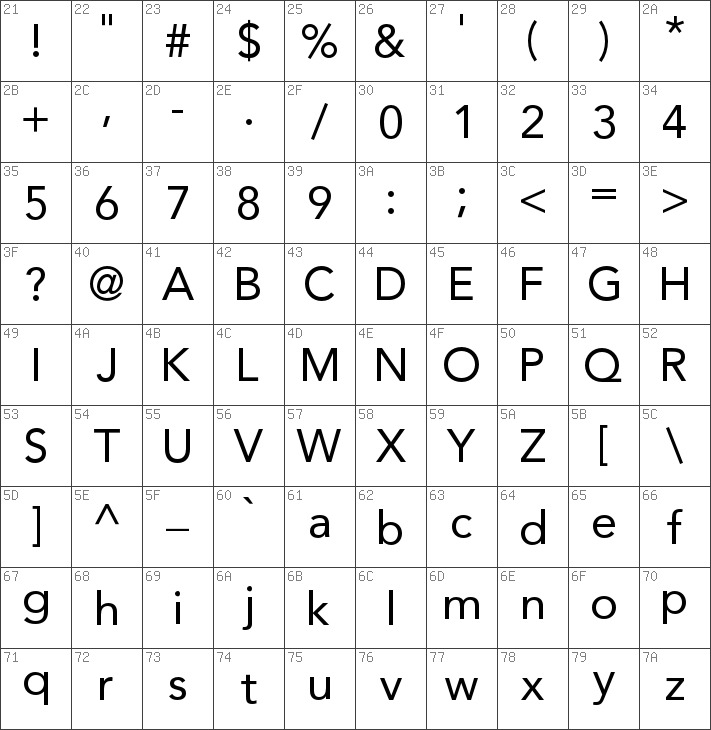 21 22 23 24 25 26 27 28 29 2A
! " # $ % & ' ( ) *
2B 2C 2D 2E 2F 30 31 32 33 34
+ , - . / 0 1 2 3 4
35 36 37 38 39 3A 3B 3C 3D 3E
5 6 7 8 9 : ; < = >
3F 40 41 42 43 44 45 46 47 48
? @ A B C D E F G H
49 4A 4B 4C 4D 4E 4F 50 51 52
I J K L M N O P Q R
53 54 55 56 57 58 59 5A 5B 5C
S T U V W X Y Z [ \
5D 5E 5F 60 61 62 63 64 65 66
] ^ _ ` a b c d e f
67 68 69 6A 6B 6C 6D 6E 6F 70
g h i j k l m n o p
71 72 73 74 75 76 77 78 79 7A
q r s t u v w x y z